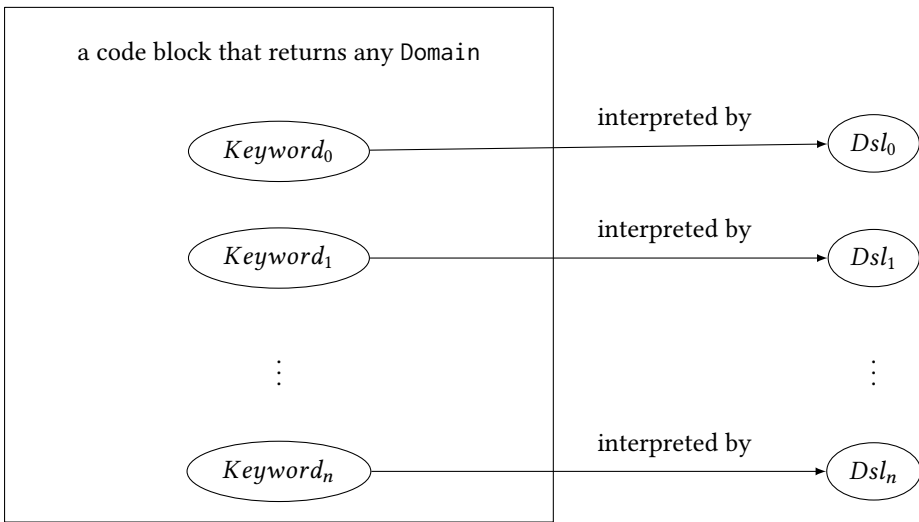 a code block that returns any Domain
interpreted by
Keyword₀ Dsl₀
interpreted by
Keyword₁ Dsl₁
⋮ ⋮
interpreted by
Keywordₙ Dslₙ